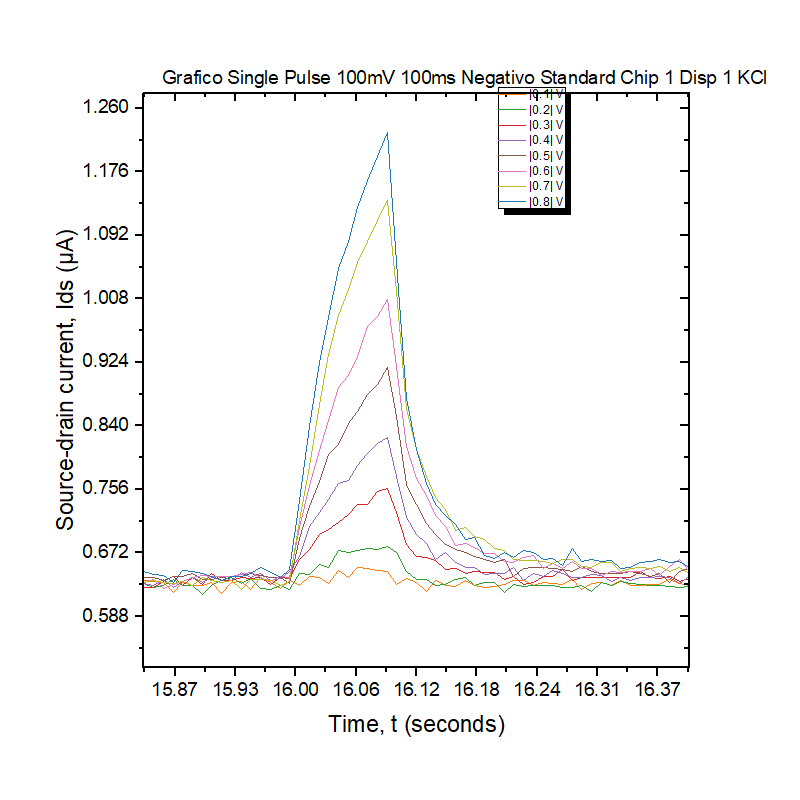 Grafico Single Pulse 100mV 100ms Negativo Standard Chip 1 Disp 1 KCl
|0.1| V
|0.2| V
|0.3| V
|0.4| V
|0.5| V
|0.6| V
|0.7| V
|0.8| V
1.260
1.176
1.092
1.008
0.924
0.840
0.756
0.672
0.588
Source-drain current, Ids (μA)
15.87 15.93 16.00 16.06 16.12 16.18 16.24 16.31 16.37
Time, t (seconds)